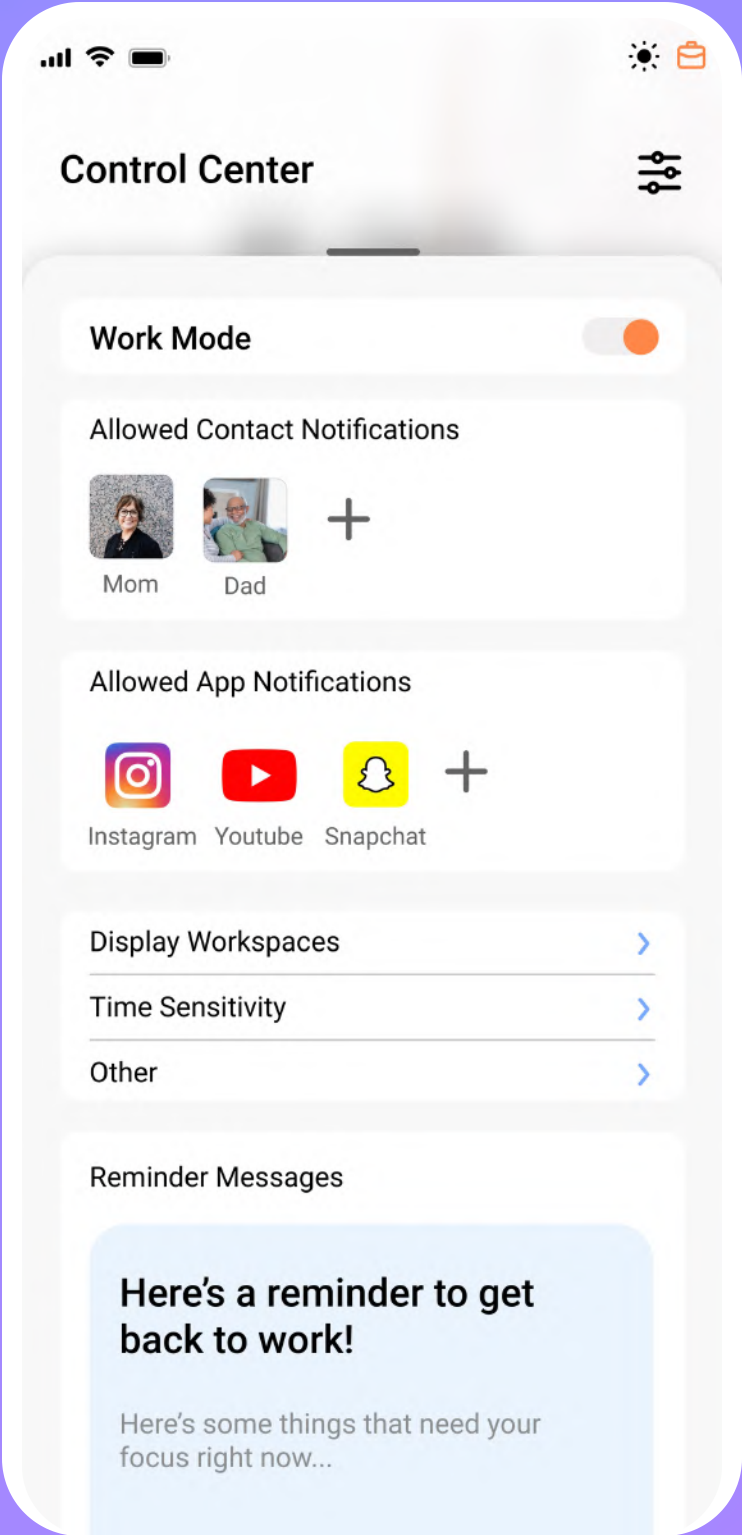 Control Center
Work Mode
Allowed Contact Notifications
Mom
Dad
Allowed App Notifications
Instagram
Youtube
Snapchat
Display Workspaces
Time Sensitivity
Other
Reminder Messages
Here's a reminder to get
back to work!
Here's some things that need your
focus right now...